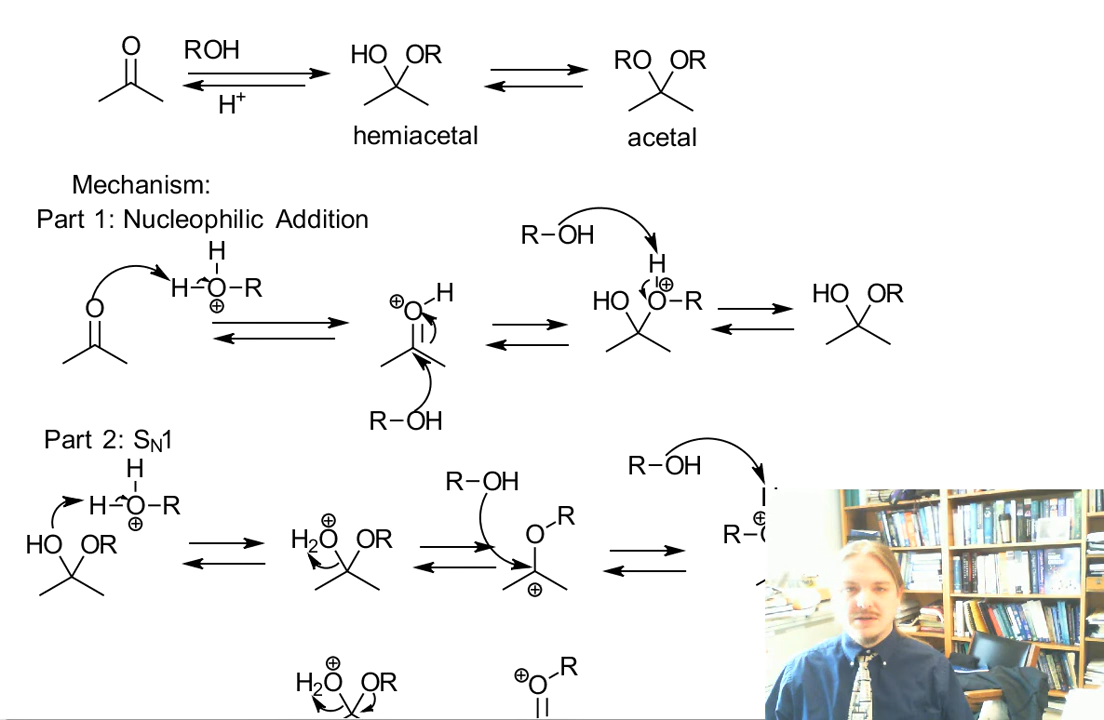 O ROH HO OR RO OR
H⁺
hemiacetal
acetal
Mechanism:
Part 1: Nucleophilic Addition
R–OH
H
H
H–O–R
⊕
⊕
O–H
O
HO
⊕
O–R
HO OR
R–OH
Part 2: S_N1
H
R–OH
R–OH
H–O–R
⊕
O–R
⊕
R–
HO OR
⊕
H₂O OR
⊕
⊕
H₂O OR
⊕
O–R